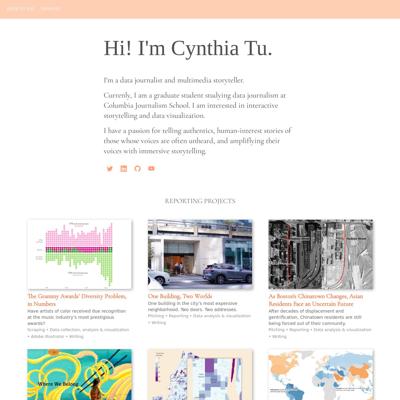 Hi! I'm Cynthia Tu.
I'm a data journalist and multimedia storyteller.
Currenly, I am a graduate student studying data journalism at
Columbia Journalism School. I am interested in interactive
storytelling and data visualization.
I have a passion for telling authentics, human-interest stories of
those whose voices are often unheard, and amplifying their
voices with immersive storytelling.
REPORTING PROJECTS
The Grammy Awards' Diversity Problem,
in Numbers
Have artists of color received due recognition
at the music industry's most prestigious
awards?
Scraping • Data collection, analysis & visualization
• Adobe Illustrator • Writing
One Building, Two Worlds
One building in the city's most expensive
neighborhood. Two doors. Two addresses.
Pitching • Reporting • Data analysis & visualization
• Writing
As Boston's Chinatown Changes, Asian
Residents Face an Uncertain Future
After decades of displacement and
gentrification, Chinatown residents are still
being forced out of their community.
Pitching • Reporting • Data analysis & visualization
• Writing
Where We Belong